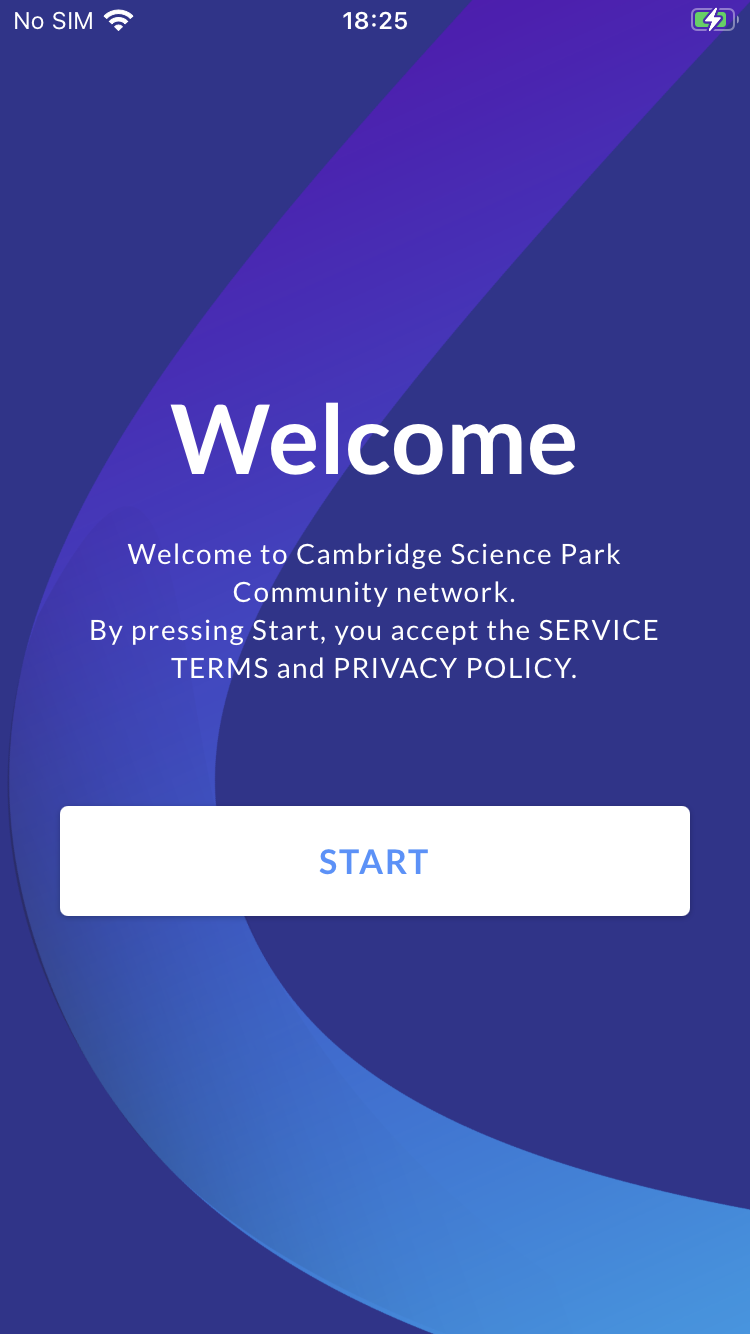 No SIM 18:25
Welcome
Welcome to Cambridge Science Park
Community network.
By pressing Start, you accept the SERVICE
TERMS and PRIVACY POLICY.
START